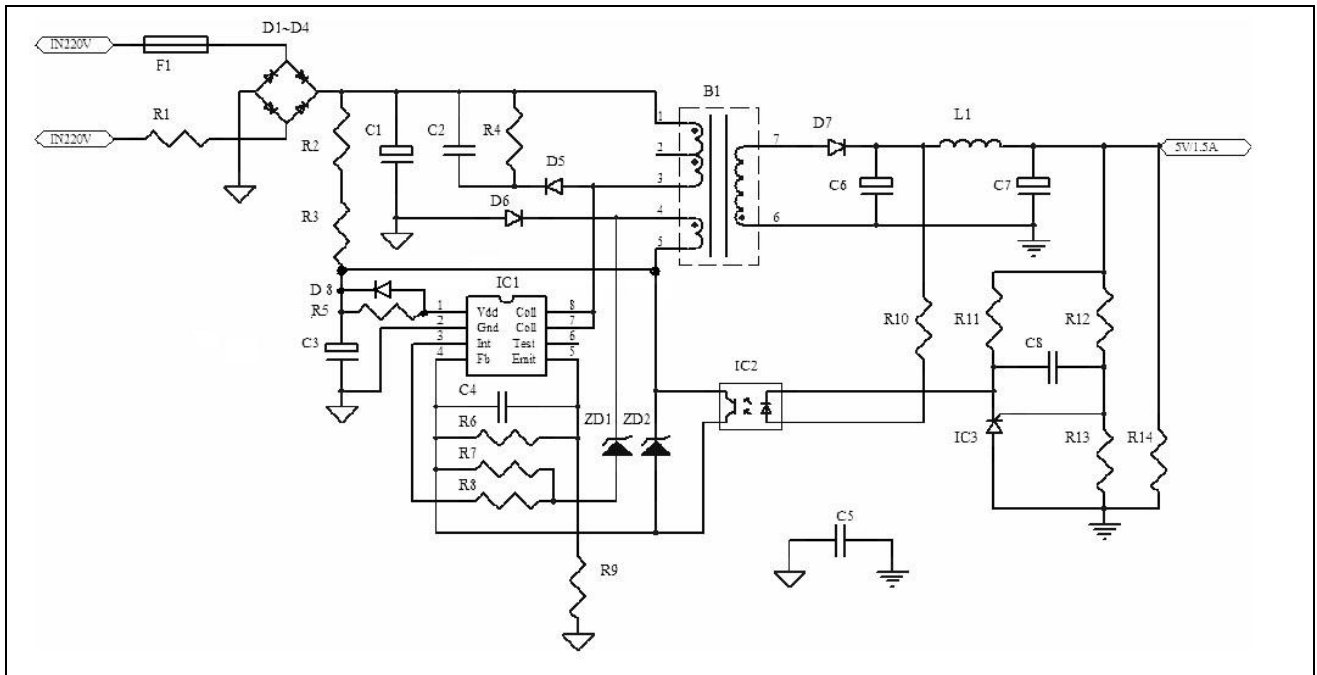 D1~D4
IN220V
F1
B1
R1
IN220V
C1
C2
R4
1
D7
L1
R2
2
7
5V/1.5A
D5
3
C6
C7
D6
4
R3
6
5
IC1
D8
R5
1 Vdd Coll 8
2 Gnd Coll 7
3 Int Test 6
4 Fb Emit 5
R10
R11
R12
C3
C8
IC2
C4
R6
ZD1
ZD2
IC3
R13
R14
R7
R8
C5
R9